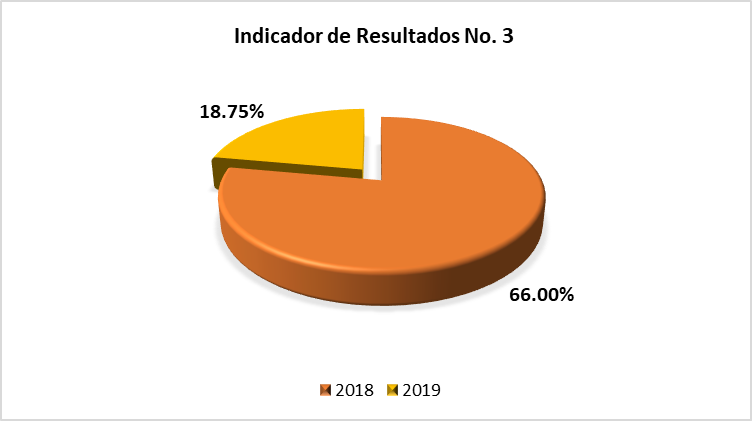 Indicador de Resultados No. 3
18.75%
66.00%
2018 2019